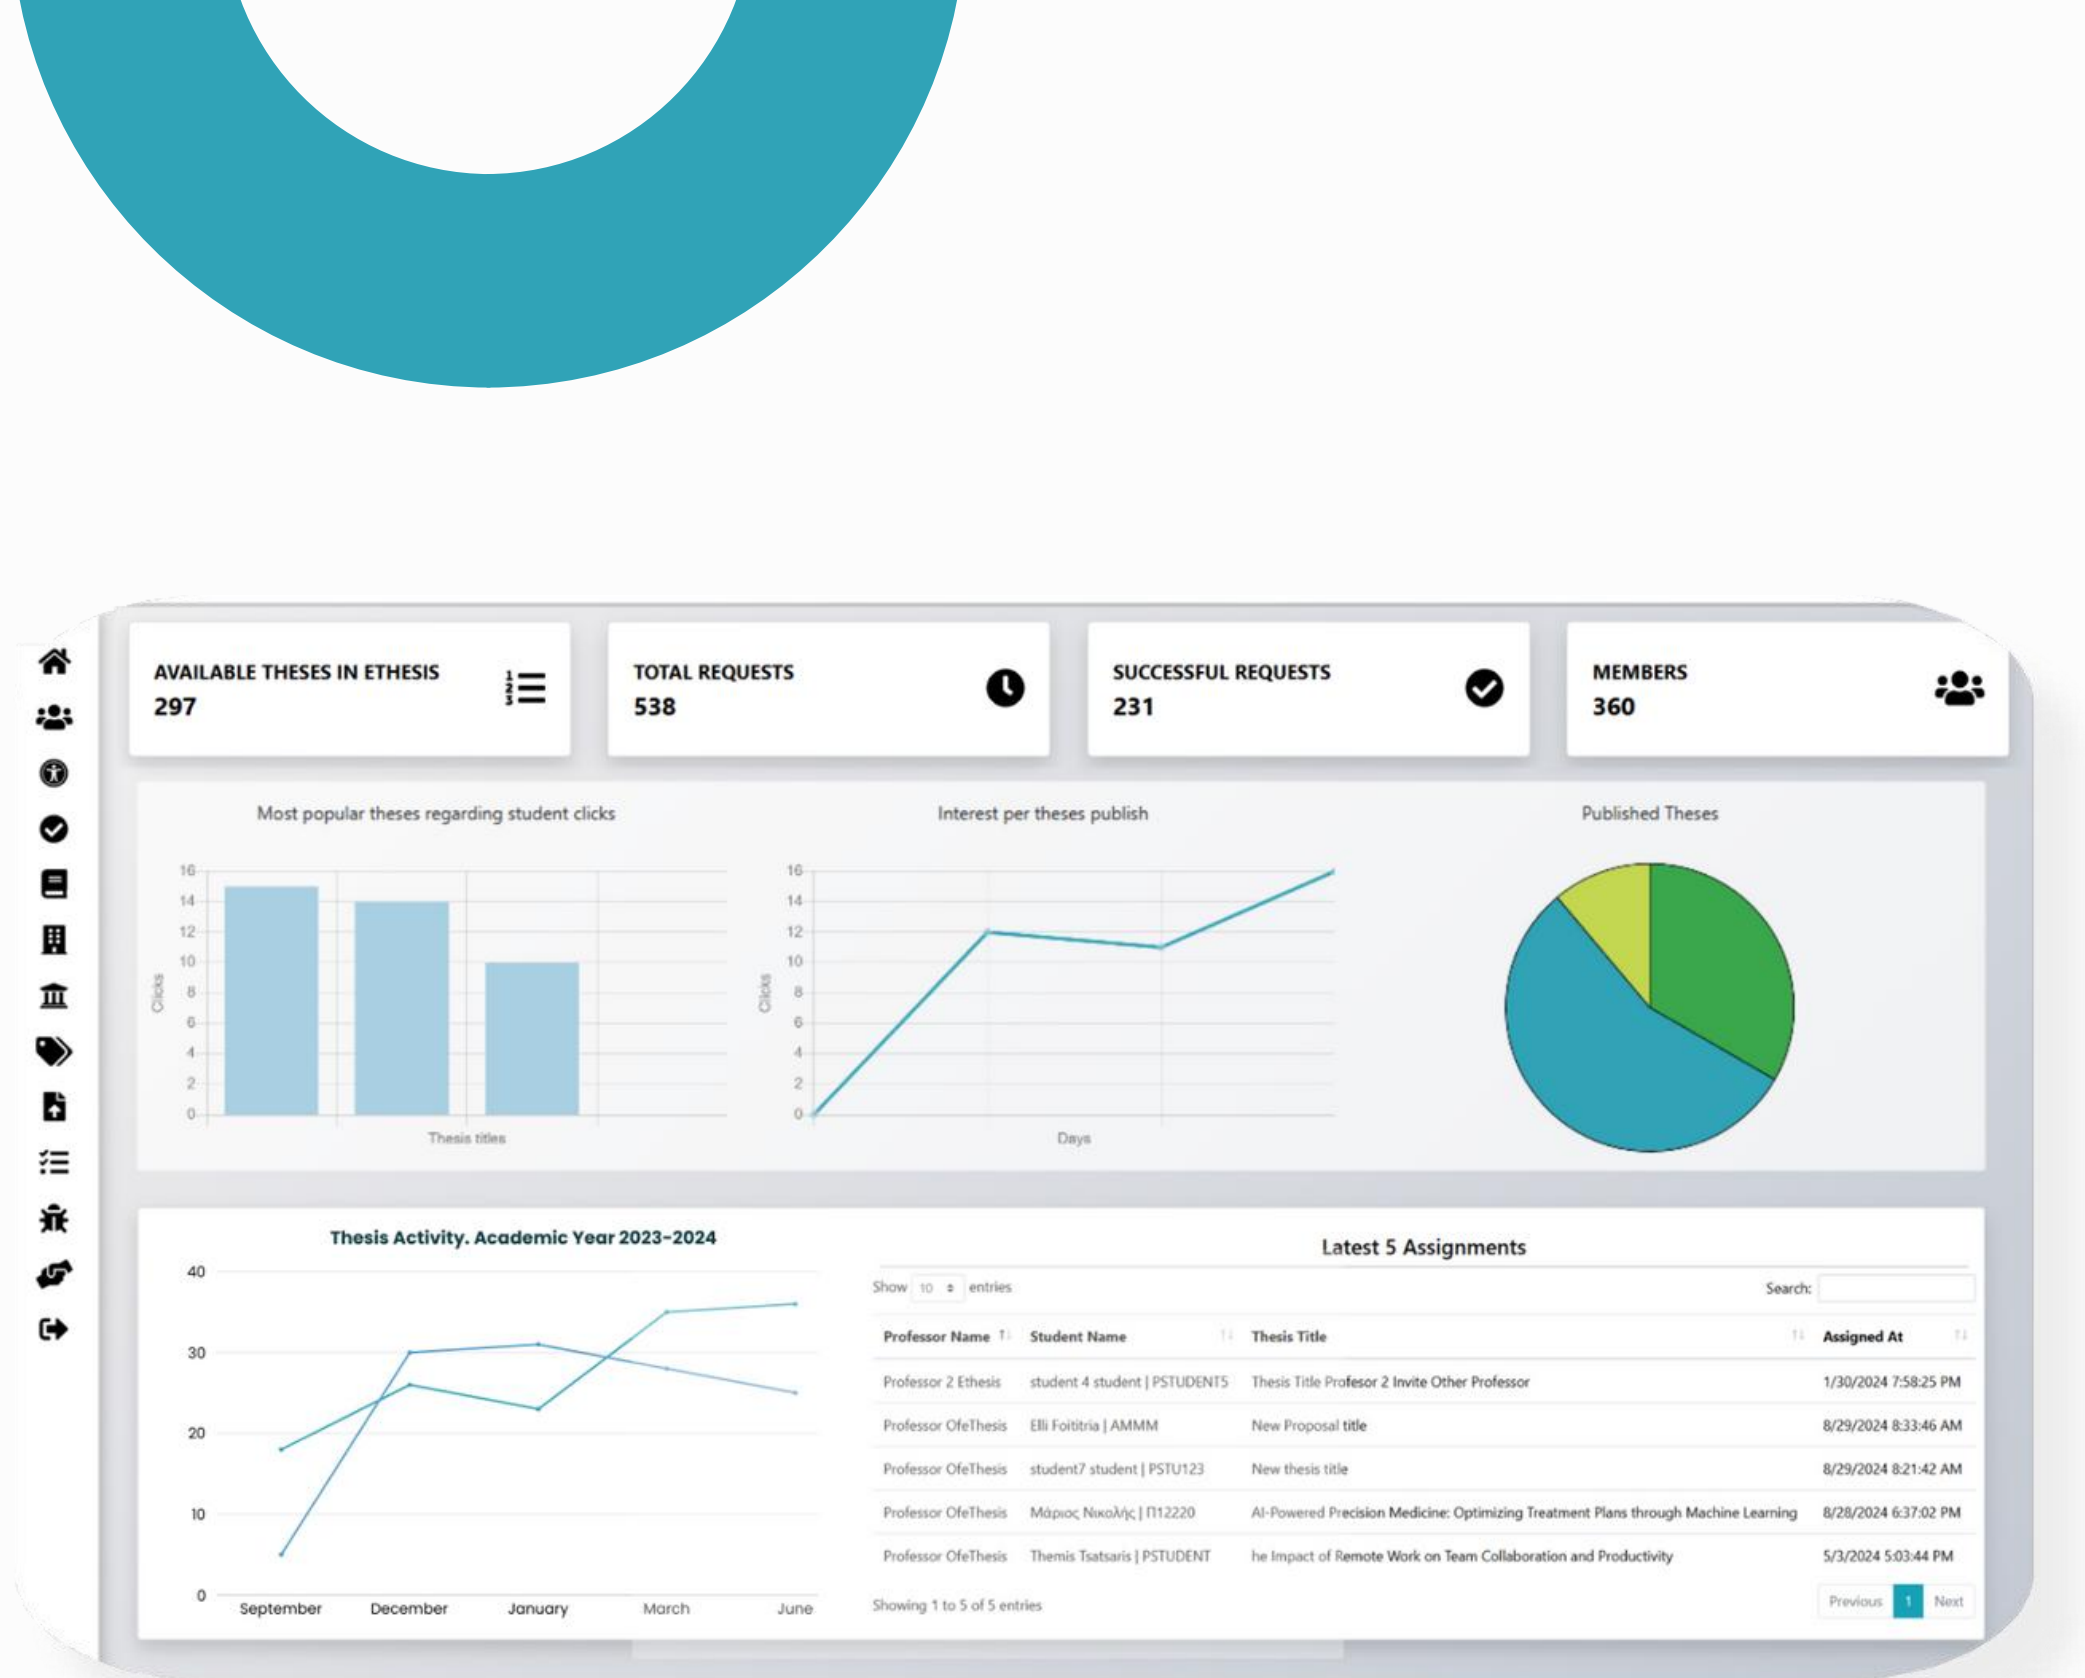 AVAILABLE THESES IN ETHESIS
297
TOTAL REQUESTS
538
SUCCESSFUL REQUESTS
231
MEMBERS
360
Most popular theses regarding student clicks
16
14
12
10
8
6
4
2
0
Clicks
Thesis titles
Interest per theses publish
16
14
12
10
8
6
4
2
0
Clicks
Days
Published Theses
Thesis Activity. Academic Year 2023-2024
40
30
20
10
0
September December January March June
Latest 5 Assignments
Show 10 entries
Search:
Professor Name Student Name Thesis Title Assigned At
Professor 2 Ethesis student 4 student | PSTUDENT5 Thesis Title Profesor 2 Invite Other Professor 1/30/2024 7:58:25 PM
Professor OfeThesis Elli Foititria | AMMM New Proposal title 8/29/2024 8:33:46 AM
Professor OfeThesis student7 student | PSTU123 New thesis title 8/29/2024 8:21:42 AM
Professor OfeThesis Μάριος Νικολής | Π12220 AI-Powered Precision Medicine: Optimizing Treatment Plans through Machine Learning 8/28/2024 6:37:02 PM
Professor OfeThesis Themis Tsatsaris | PSTUDENT he Impact of Remote Work on Team Collaboration and Productivity 5/3/2024 5:03:44 PM
Showing 1 to 5 of 5 entries
Previous 1 Next